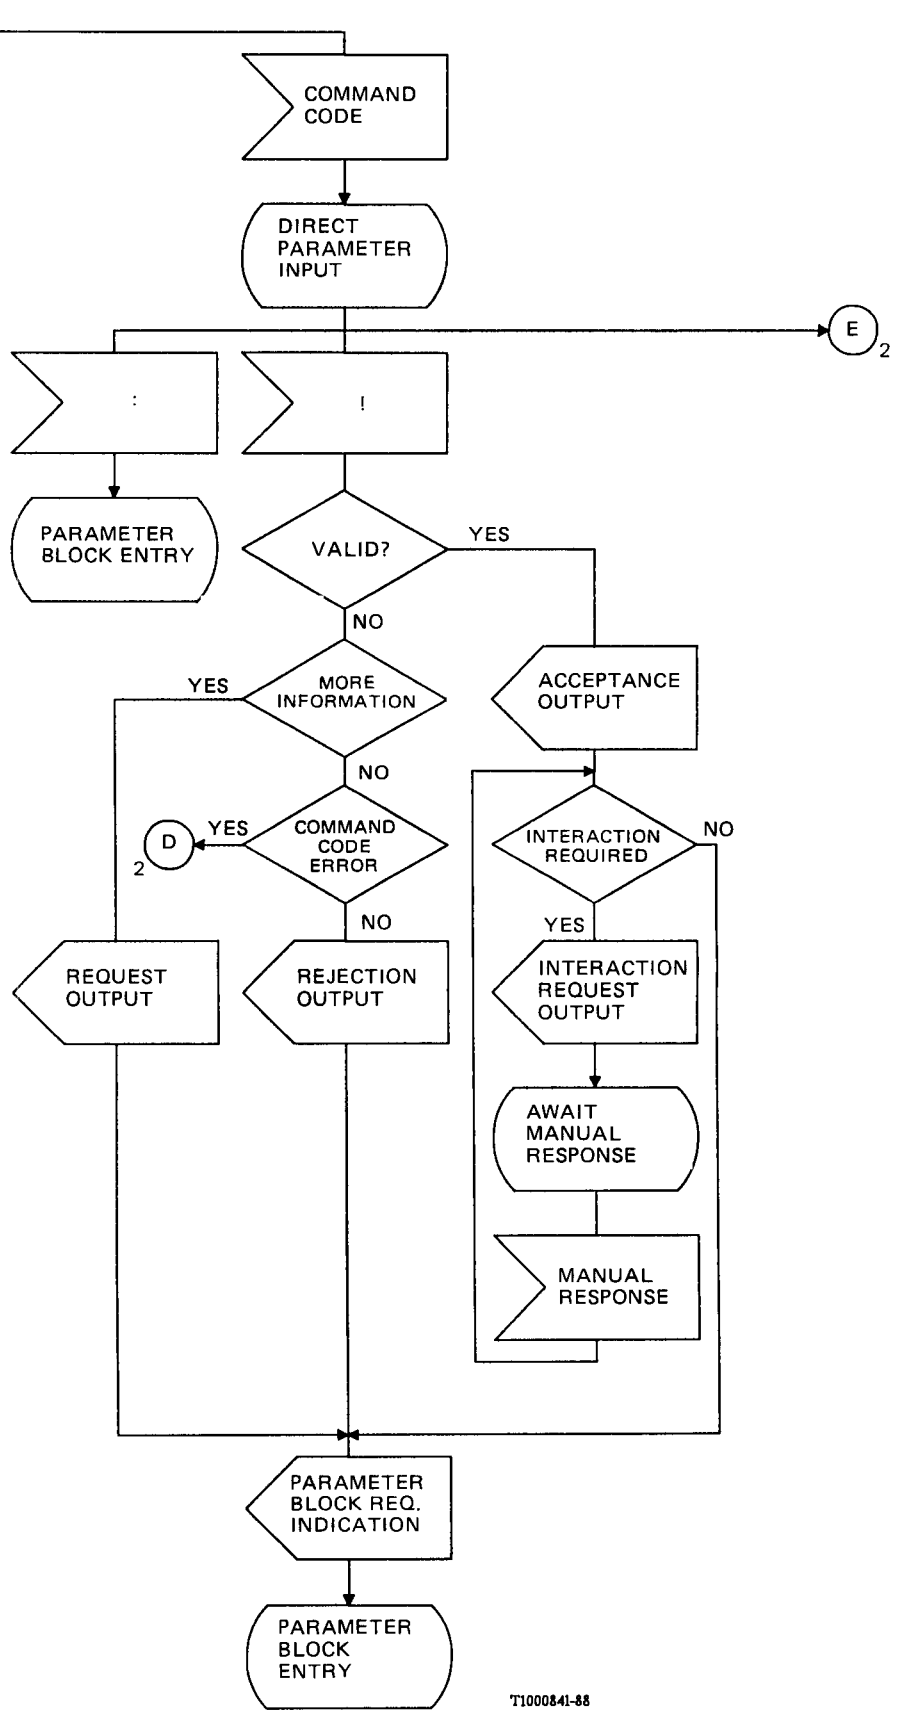 COMMAND
CODE
DIRECT
PARAMETER
INPUT
E
2
:
!
PARAMETER
BLOCK ENTRY
VALID?
YES
NO
YES
MORE
INFORMATION
ACCEPTANCE
OUTPUT
NO
D
2
YES
COMMAND
CODE
ERROR
INTERACTION
REQUIRED
NO
NO
YES
REQUEST
OUTPUT
REJECTION
OUTPUT
INTERACTION
REQUEST
OUTPUT
AWAIT
MANUAL
RESPONSE
MANUAL
RESPONSE
PARAMETER
BLOCK REQ.
INDICATION
PARAMETER
BLOCK
ENTRY
T1000841-88